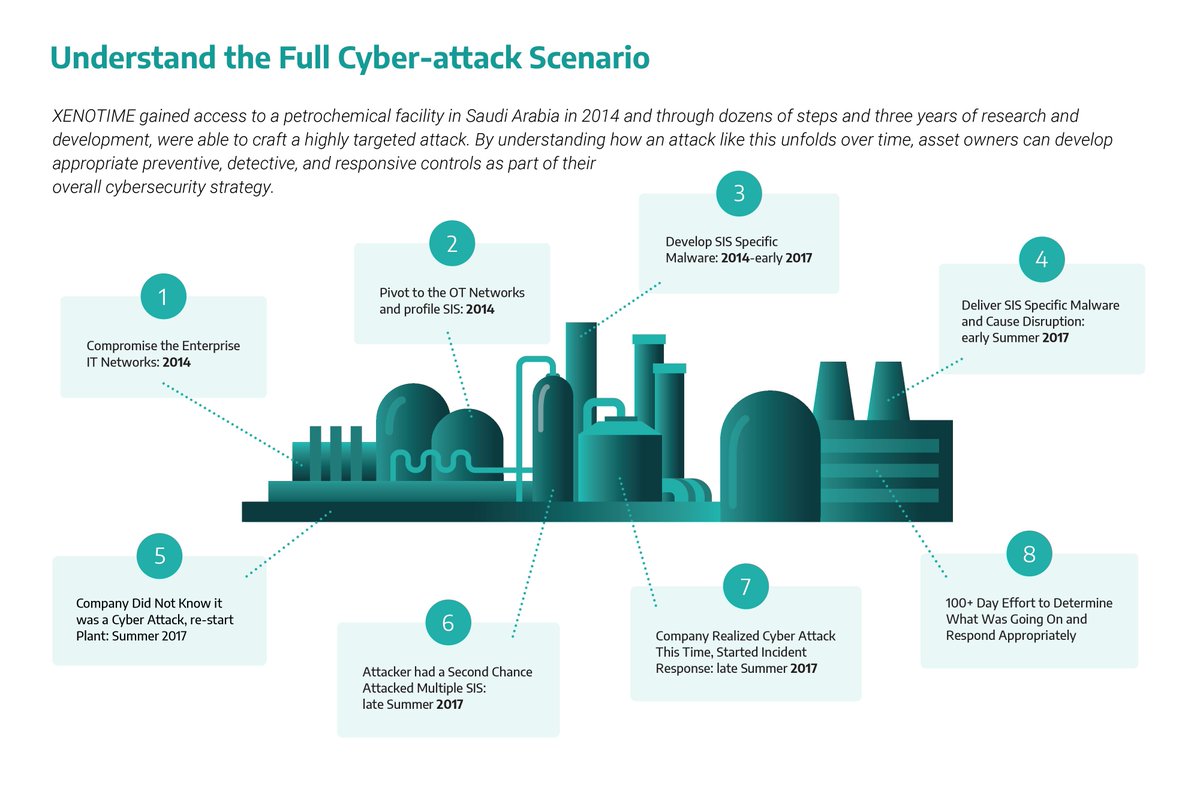 Understand the Full Cyber-attack Scenario
XENOTIME gained access to a petrochemical facility in Saudi Arabia in 2014 and through dozens of steps and three years of research and
development, were able to craft a highly targeted attack. By understanding how an attack like this unfolds over time, asset owners can develop
appropriate preventive, detective, and responsive controls as part of their
overall cybersecurity strategy.
1
Compromise the Enterprise
IT Networks: 2014
2
Pivot to the OT Networks
and profile SIS: 2014
3
Develop SIS Specific
Malware: 2014-early 2017
4
Deliver SIS Specific Malware
and Cause Disruption:
early Summer 2017
5
Company Did Not Know it
was a Cyber Attack, re-start
Plant: Summer 2017
6
Attacker had a Second Chance
Attacked Multiple SIS:
late Summer 2017
7
Company Realized Cyber Attack
This Time, Started Incident
Response: late Summer 2017
8
100+ Day Effort to Determine
What Was Going On and
Respond Appropriately